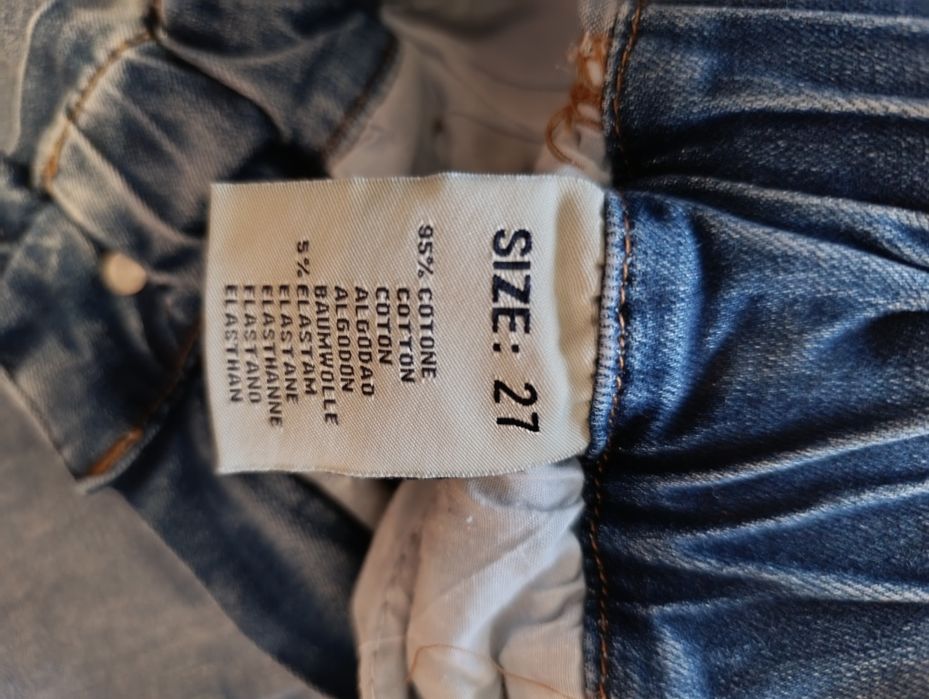 SIZE: 27
95% COTONE
COTTON
COTON
ALGODAO
ALGODON
BAUMWOLLE
5% ELASTAM
ELASTANE
ELASTHANNE
ELASTANO
ELASTHAN